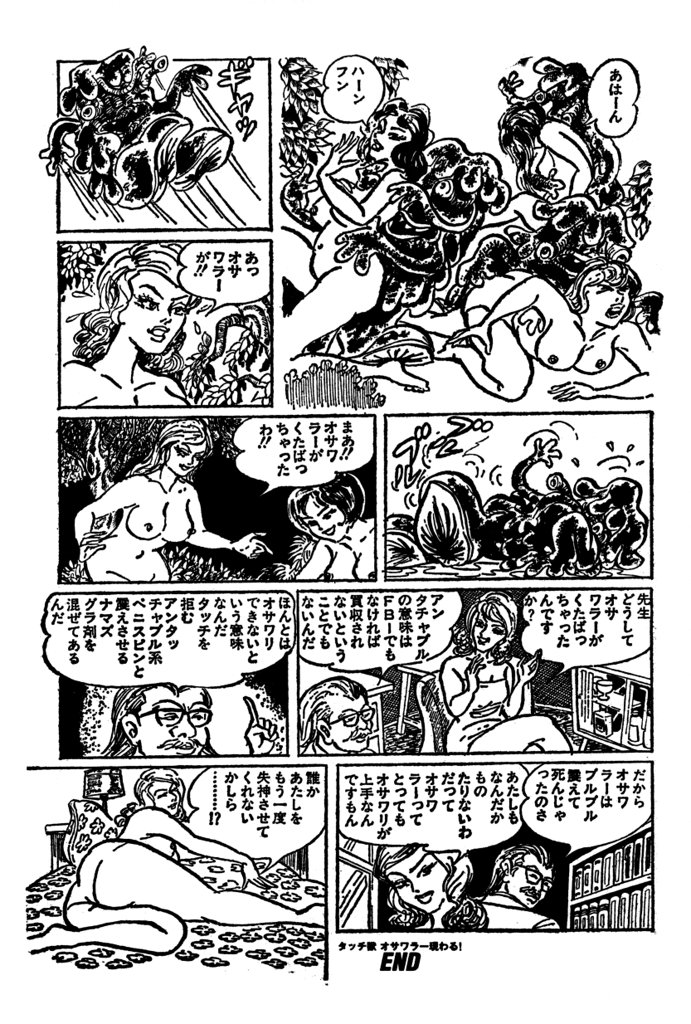 あはーん
ハーン
フン
ギャッ
あっ
オサ
ワラー
が!!
まあ!!
オサワ
ラーが
くたばっ
ちゃった
わ!!
ブルブル
先生
どうして
オサ
ワラーが
くたばっ
ちゃった
んです
か?
アン
タチャブル
の意味は
FBIでも
なければ
買収され
ないという
ことでも
ないんだ
ほんとは
オサワリ
できないと
いう意味
なんだ
タッチを
拒む
アンタッ
チャブル系
ペニスピンと
震えさせる
ナマズ
グラ剤を
混ぜてある
んだ
だから
オサワ
ラーは
ブルブル
震えて
死んじゃ
ったのさ
あたしも
なんだか
もの
たりないわ
だって
オサワ
ラーって
とっても
オサワリが
上手なん
ですもん
誰か
あたしを
もう一度
失神させて
くれない
かしら
………!?
タッチ獣 オサワラー現わる!
END